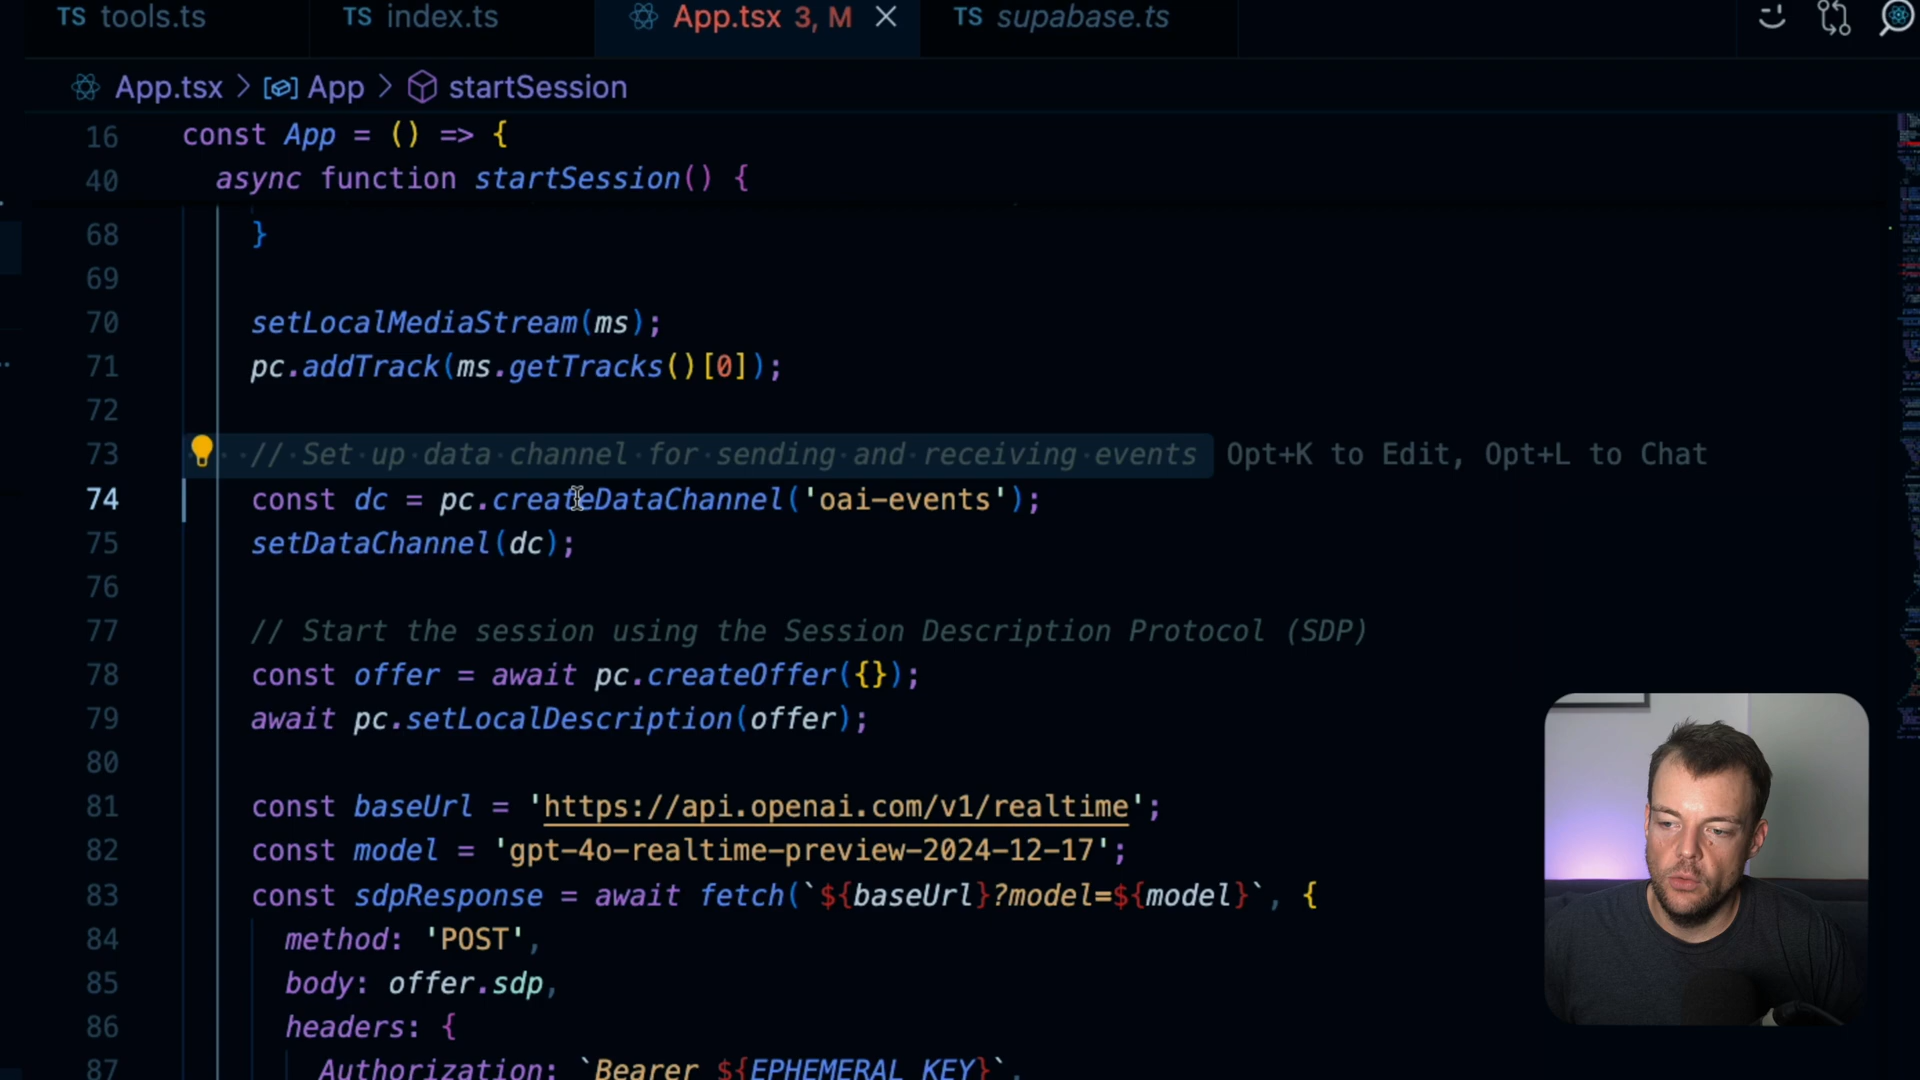 TS tools.ts
TS index.ts
App.tsx 3, M
TS supabase.ts
App.tsx > App > startSession
16 const App = () => {
40 async function startSession() {
68 }
69
70 setLocalMediaStream(ms);
71 pc.addTrack(ms.getTracks()[0]);
72
73 // Set up data channel for sending and receiving events Opt+K to Edit, Opt+L to Chat
74 const dc = pc.createDataChannel('oai-events');
75 setDataChannel(dc);
76
77 // Start the session using the Session Description Protocol (SDP)
78 const offer = await pc.createOffer({});
79 await pc.setLocalDescription(offer);
80
81 const baseUrl = 'https://api.openai.com/v1/realtime';
82 const model = 'gpt-4o-realtime-preview-2024-12-17';
83 const sdpResponse = await fetch(`${baseUrl}?model=${model}`, {
84 method: 'POST',
85 body: offer.sdp,
86 headers: {
87 Authorization: `Bearer ${EPHEMERAL_KEY}`,